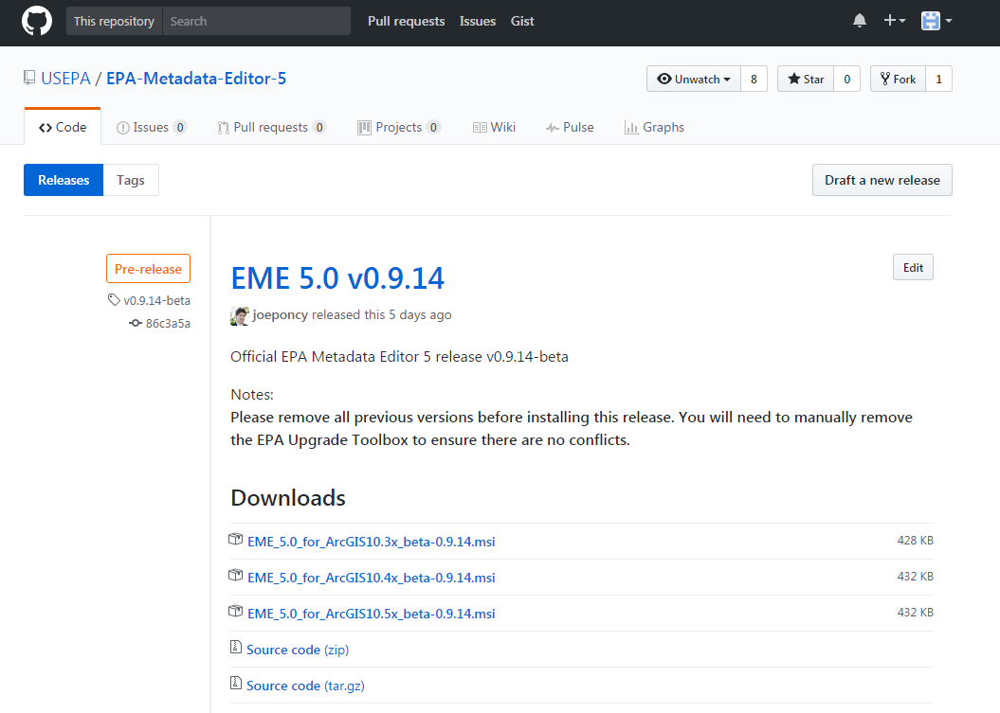 This repository Search Pull requests Issues Gist
USEPA / EPA-Metadata-Editor-5 Unwatch 8 Star 0 Fork 1
Code Issues 0 Pull requests 0 Projects 0 Wiki Pulse Graphs
Releases Tags Draft a new release
Pre-release
v0.9.14-beta
86c3a5a
EME 5.0 v0.9.14 Edit
joeponcy released this 5 days ago
Official EPA Metadata Editor 5 release v0.9.14-beta
Notes:
Please remove all previous versions before installing this release. You will need to manually remove
the EPA Upgrade Toolbox to ensure there are no conflicts.
Downloads
EME_5.0_for_ArcGIS10.3x_beta-0.9.14.msi 428 KB
EME_5.0_for_ArcGIS10.4x_beta-0.9.14.msi 432 KB
EME_5.0_for_ArcGIS10.5x_beta-0.9.14.msi 432 KB
Source code (zip)
Source code (tar.gz)